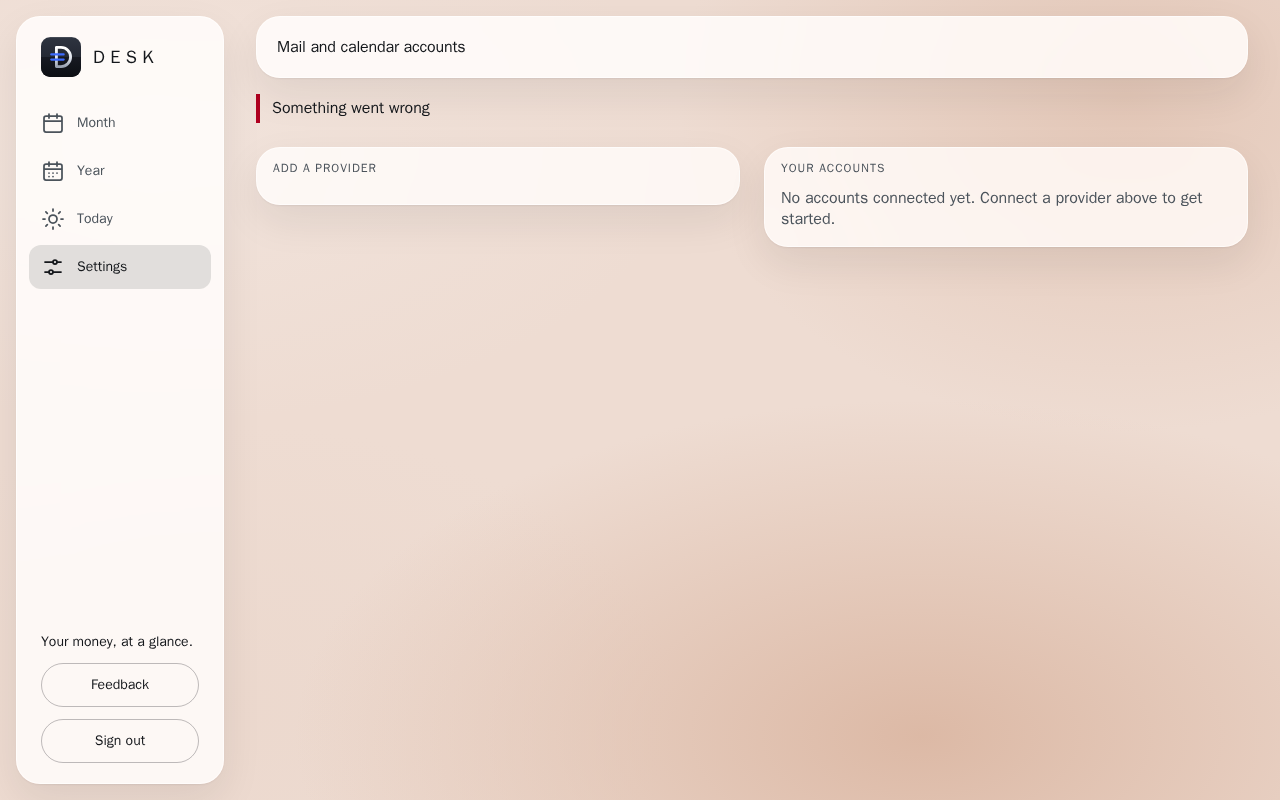 DESK
Month
Year
Today
Settings
Your money, at a glance.
Feedback
Sign out
Mail and calendar accounts
Something went wrong
ADD A PROVIDER
YOUR ACCOUNTS
No accounts connected yet. Connect a provider above to get
started.